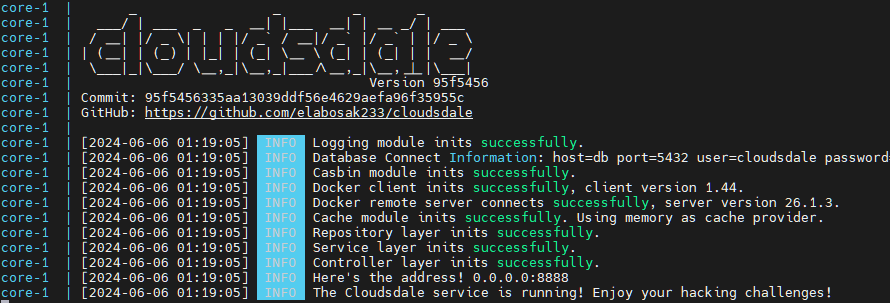 core-1 |
core-1 |
core-1 | cloudsdale
core-1 |
core-1 |
core-1 | Version 95f5456
core-1 | Commit: 95f5456335aa13039ddf56e4629aefa96f35955c
core-1 | GitHub: https://github.com/elabosak233/cloudsdale
core-1 |
core-1 | [2024-06-06 01:19:05] INFO Logging module inits successfully.
core-1 | [2024-06-06 01:19:05] INFO Database Connect Information: host=db port=5432 user=cloudsdale password=
core-1 | [2024-06-06 01:19:05] INFO Casbin module inits successfully.
core-1 | [2024-06-06 01:19:05] INFO Docker client inits successfully, client version 1.44.
core-1 | [2024-06-06 01:19:05] INFO Docker remote server connects successfully, server version 26.1.3.
core-1 | [2024-06-06 01:19:05] INFO Cache module inits successfully. Using memory as cache provider.
core-1 | [2024-06-06 01:19:05] INFO Repository layer inits successfully.
core-1 | [2024-06-06 01:19:05] INFO Service layer inits successfully.
core-1 | [2024-06-06 01:19:05] INFO Controller layer inits successfully.
core-1 | [2024-06-06 01:19:05] INFO Here's the address! 0.0.0.0:8888
core-1 | [2024-06-06 01:19:05] INFO The Cloudsdale service is running! Enjoy your hacking challenges!